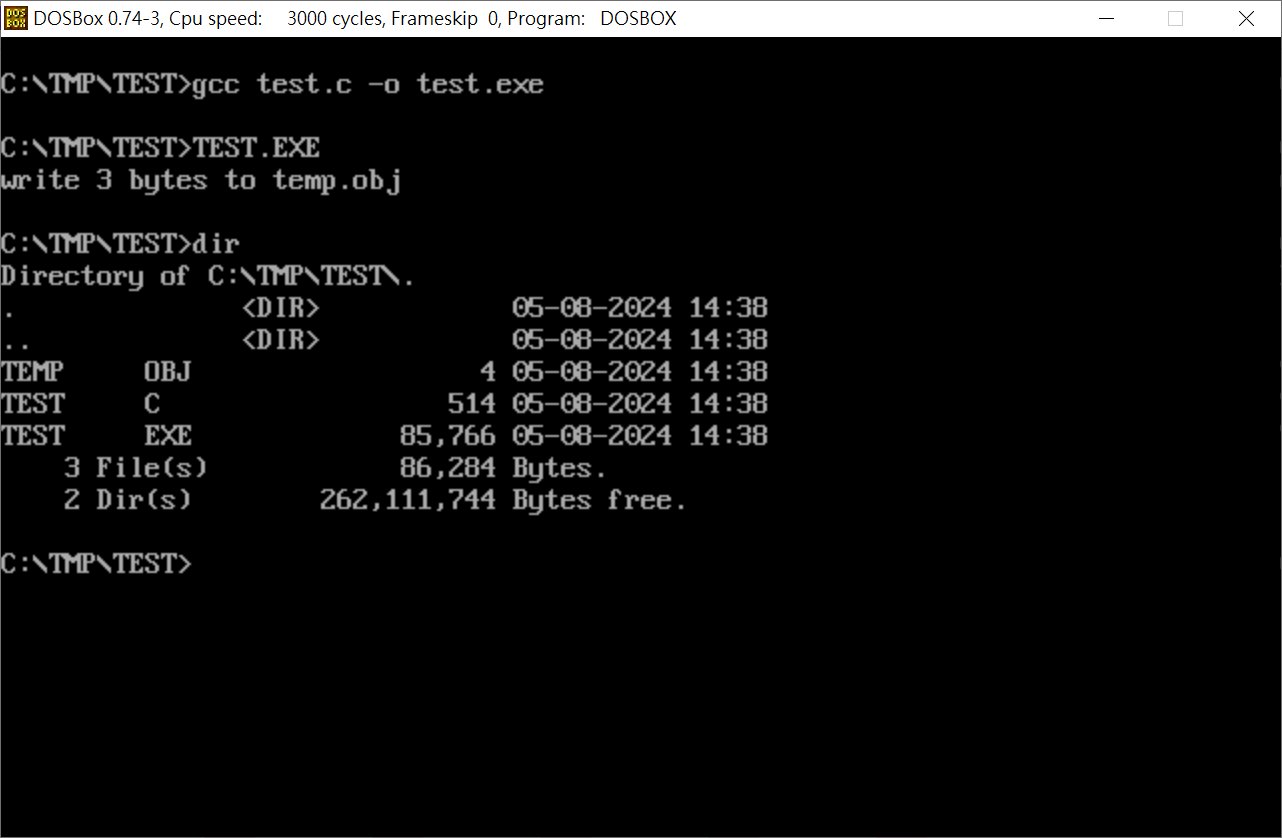 DOSBox 0.74-3, Cpu speed:    3000 cycles, Frameskip  0, Program:   DOSBOX
C:\TMP\TEST>gcc test.c -o test.exe
C:\TMP\TEST>TEST.EXE
write 3 bytes to temp.obj
C:\TMP\TEST>dir
Directory of C:\TMP\TEST\.
.              <DIR>            05-08-2024 14:38
..             <DIR>            05-08-2024 14:38
TEMP     OBJ                  4 05-08-2024 14:38
TEST     C                  514 05-08-2024 14:38
TEST     EXE             85,766 05-08-2024 14:38
    3 File(s)            86,284 Bytes.
    2 Dir(s)        262,111,744 Bytes free.
C:\TMP\TEST>